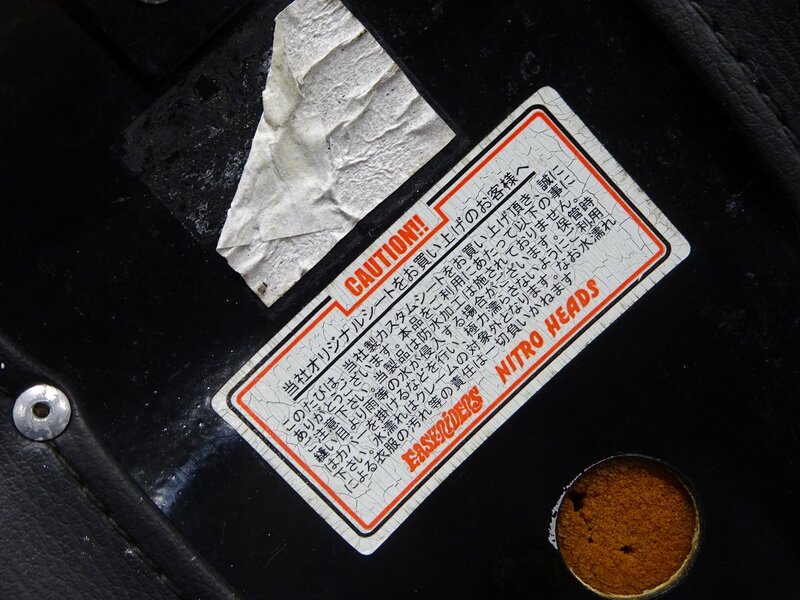 CAUTION!!
当社オリジナルシートをお買い上げのお客様へ
このたびは、当社製カスタムシートをお買い上げ頂き、誠に
ありがとうございます。本品をご利用にあたって以下の事に
ご注意下さい。当製品は防水加工は施されておりません。
縫い目より雨等の水が侵入する場合がございます。保管時
はカバーを掛けるなどを行い、極力濡らさないようにご利用
下さい。水濡れはクレームの対象外となります。なお水濡れ
による衣服の汚れ等の責任は一切負いかねます。
EASYRIDERS NITRO HEADS